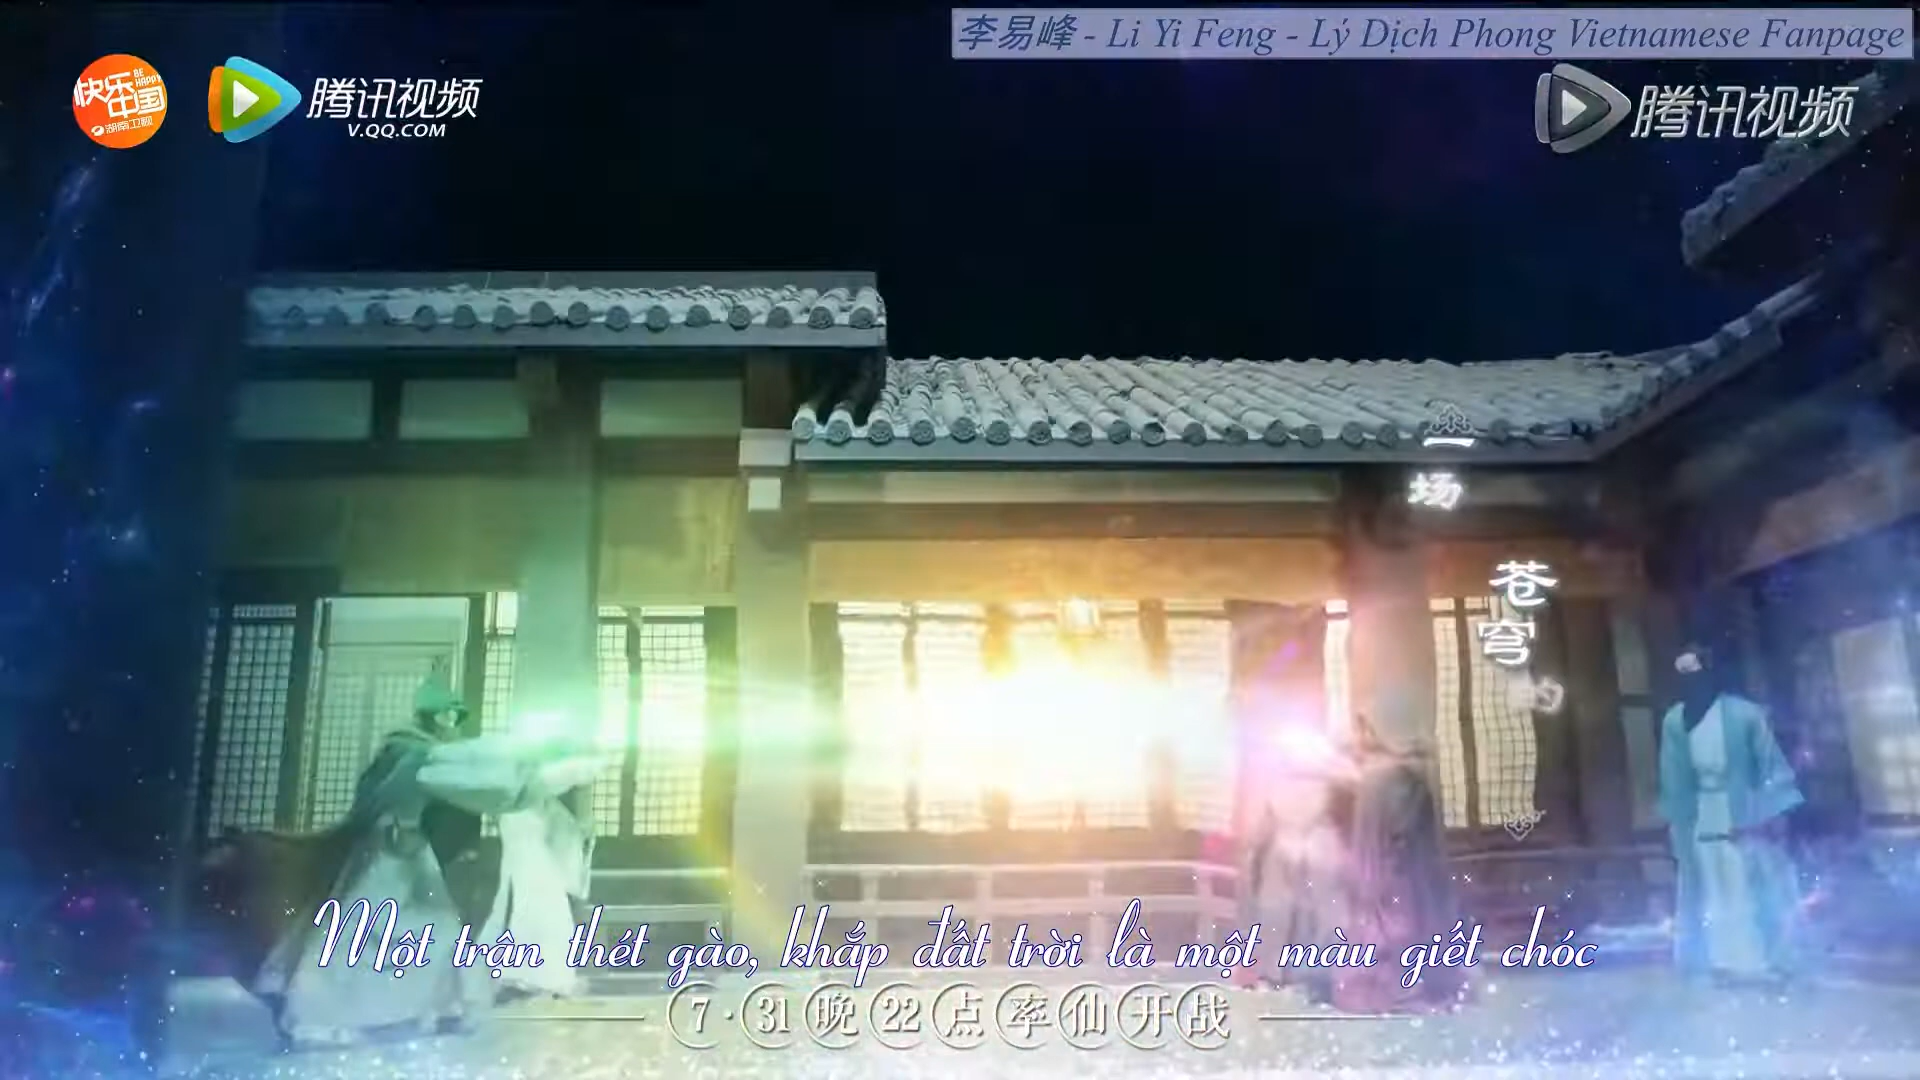 李易峰 - Li Yi Feng - Lý Dịch Phong Vietnamese Fanpage
快乐中国
BE HAPPY
湖南卫视
腾讯视频
V.QQ.COM
腾讯视频
一场
苍穹的
Một trận thét gào, khắp đất trời là một màu giết chóc
7·31晚22点率仙开战